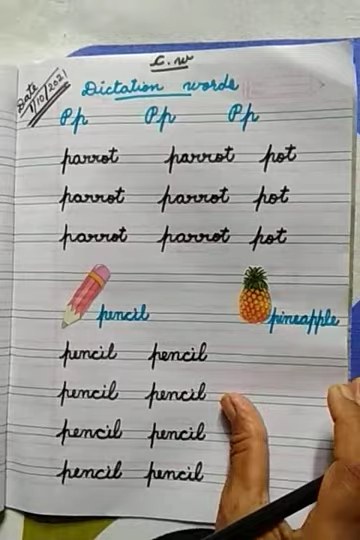 C.W
Date
1/10/2021
Dictation words
Pp Pp Pp
parrot parrot pot
parrot parrot pot
parrot parrot pot
pencil pineapple
pencil pencil
pencil pencil
pencil pencil
pencil pencil